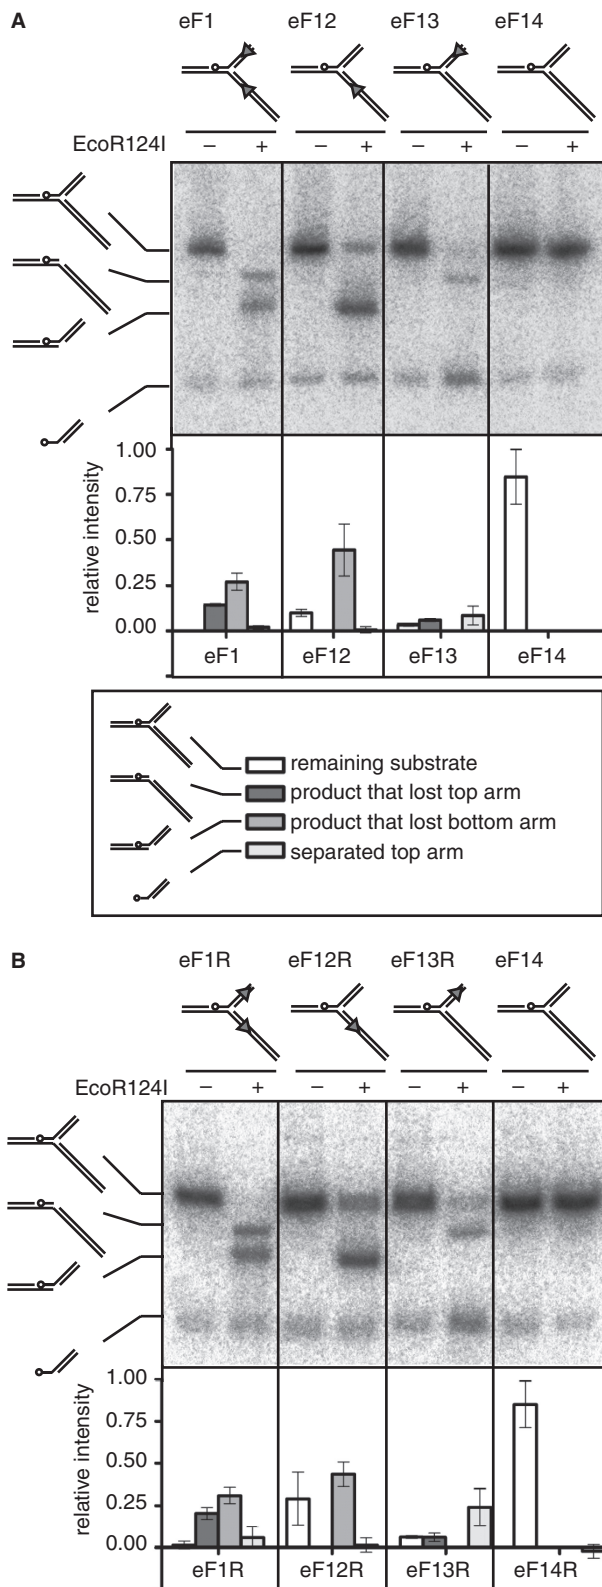 A
eF1 eF12 eF13 eF14
EcoR124I − + − + − + − +
relative intensity
1.00
0.75
0.50
0.25
0.00
eF1 eF12 eF13 eF14
remaining substrate
product that lost top arm
product that lost bottom arm
separated top arm
B
eF1R eF12R eF13R eF14
EcoR124I − + − + − + − +
relative intensity
1.00
0.75
0.50
0.25
0.00
eF1R eF12R eF13R eF14R